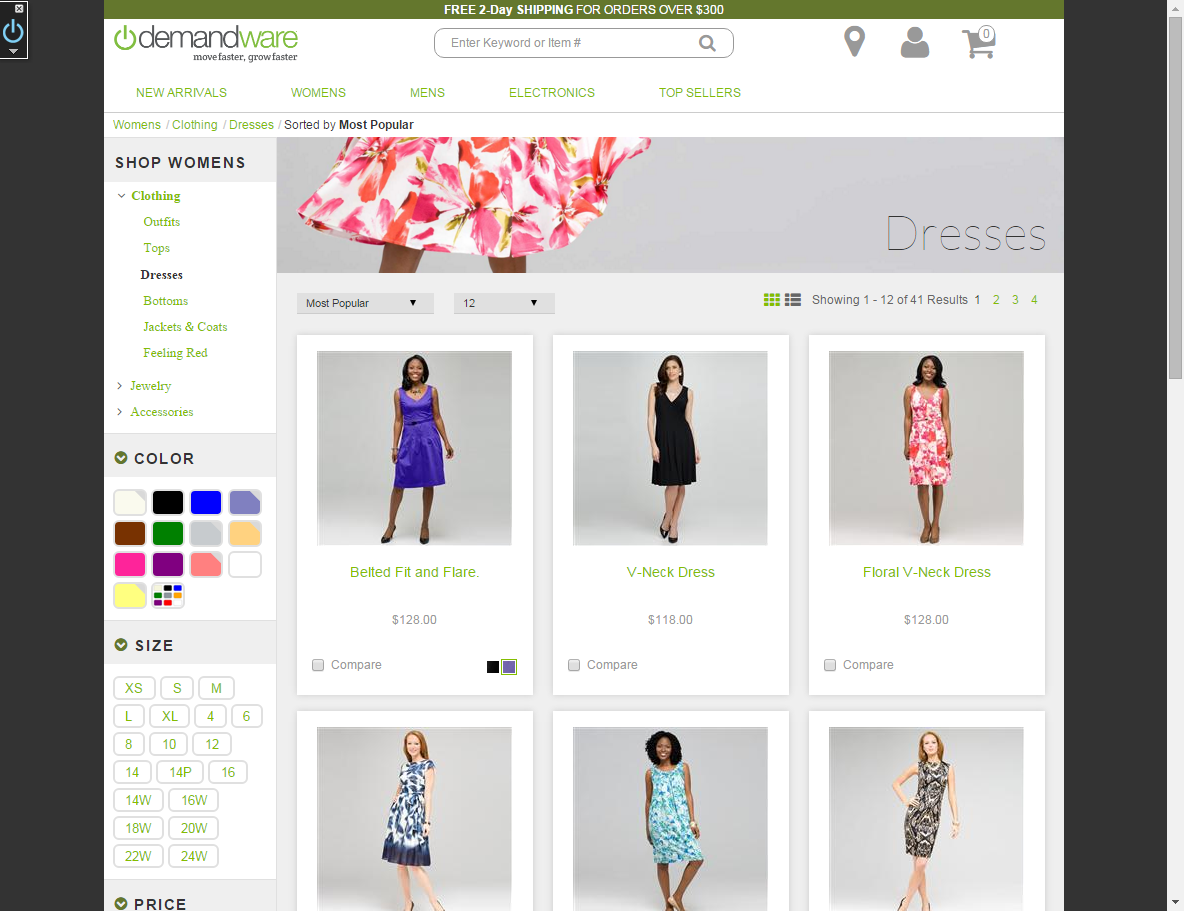 FREE 2-Day SHIPPING FOR ORDERS OVER $300
demandware
move faster, grow faster
Enter Keyword or Item #
0
NEW ARRIVALS WOMENS MENS ELECTRONICS TOP SELLERS
Womens / Clothing / Dresses / Sorted by Most Popular
SHOP WOMENS
Clothing
Outfits
Tops
Dresses
Bottoms
Jackets & Coats
Feeling Red
Jewelry
Accessories
COLOR
SIZE
XS S M
L XL 4 6
8 10 12
14 14P 16
14W 16W
18W 20W
22W 24W
PRICE
Dresses
Most Popular 12 Showing 1 - 12 of 41 Results 1 2 3 4
Belted Fit and Flare.
$128.00
Compare
V-Neck Dress
$118.00
Compare
Floral V-Neck Dress
$128.00
Compare